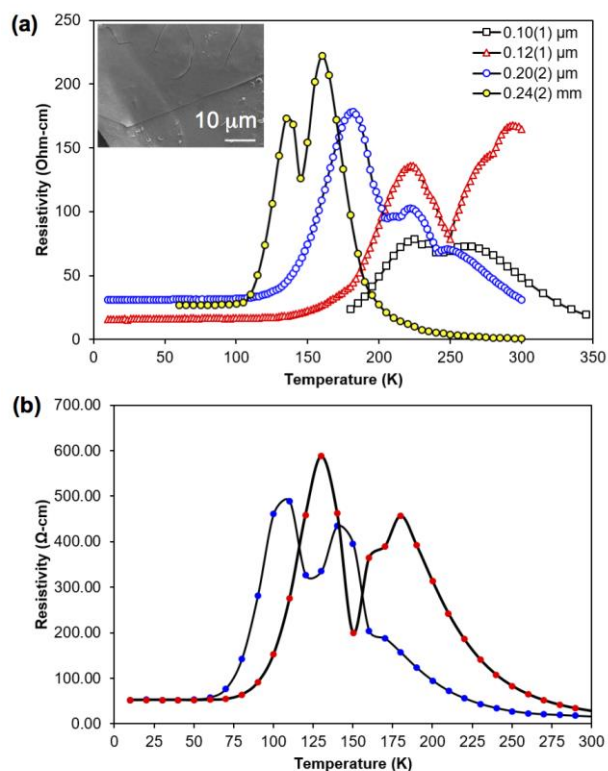 (a)
250
200
150
100
50
0
Resistivity (Ohm-cm)
10 µm
0.10(1) µm
0.12(1) µm
0.20(2) µm
0.24(2) mm
0 50 100 150 200 250 300 350
Temperature (K)
(b)
700.00
600.00
500.00
400.00
300.00
200.00
100.00
0.00
Resistivity (Ω-cm)
0 25 50 75 100 125 150 175 200 225 250 275 300
Temperature (K)